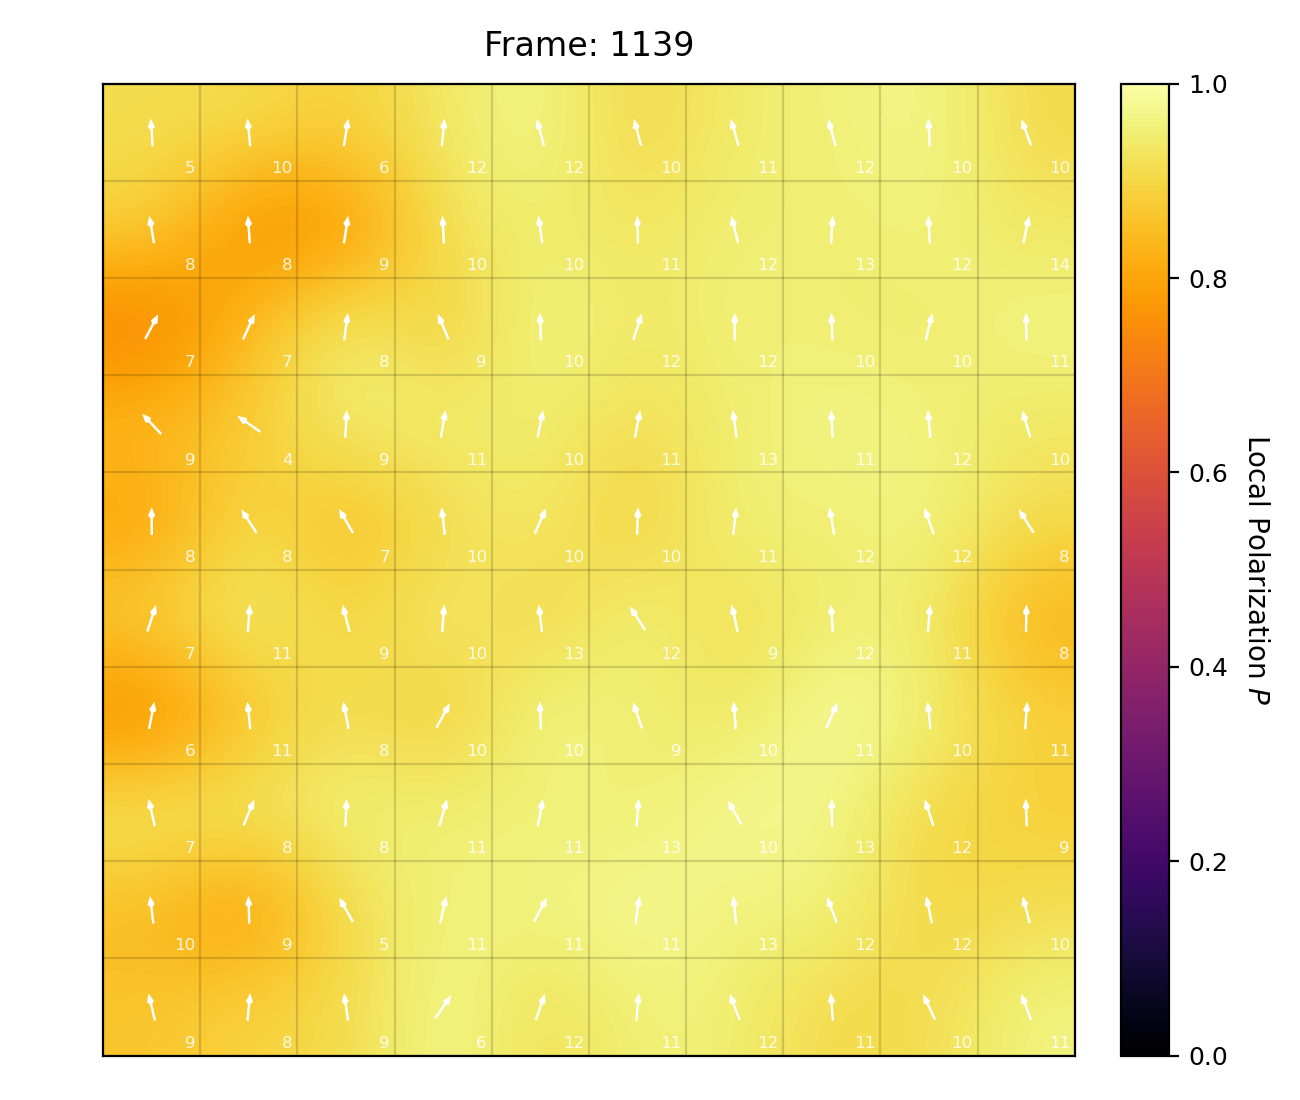 Frame: 1139
5 10 6 12 12 10 11 12 10 10
8 8 9 10 10 11 12 13 12 14
7 7 8 9 10 12 12 10 10 11
9 4 9 11 10 11 13 11 12 10
8 8 7 10 10 10 11 12 12 8
7 11 9 10 13 12 9 12 11 8
6 11 8 10 10 9 10 11 10 11
7 8 8 11 11 13 10 13 12 9
10 9 5 11 11 11 13 12 12 10
9 8 9 6 12 11 12 11 10 11
1.0
0.8
0.6
0.4
0.2
0.0
Local Polarization P